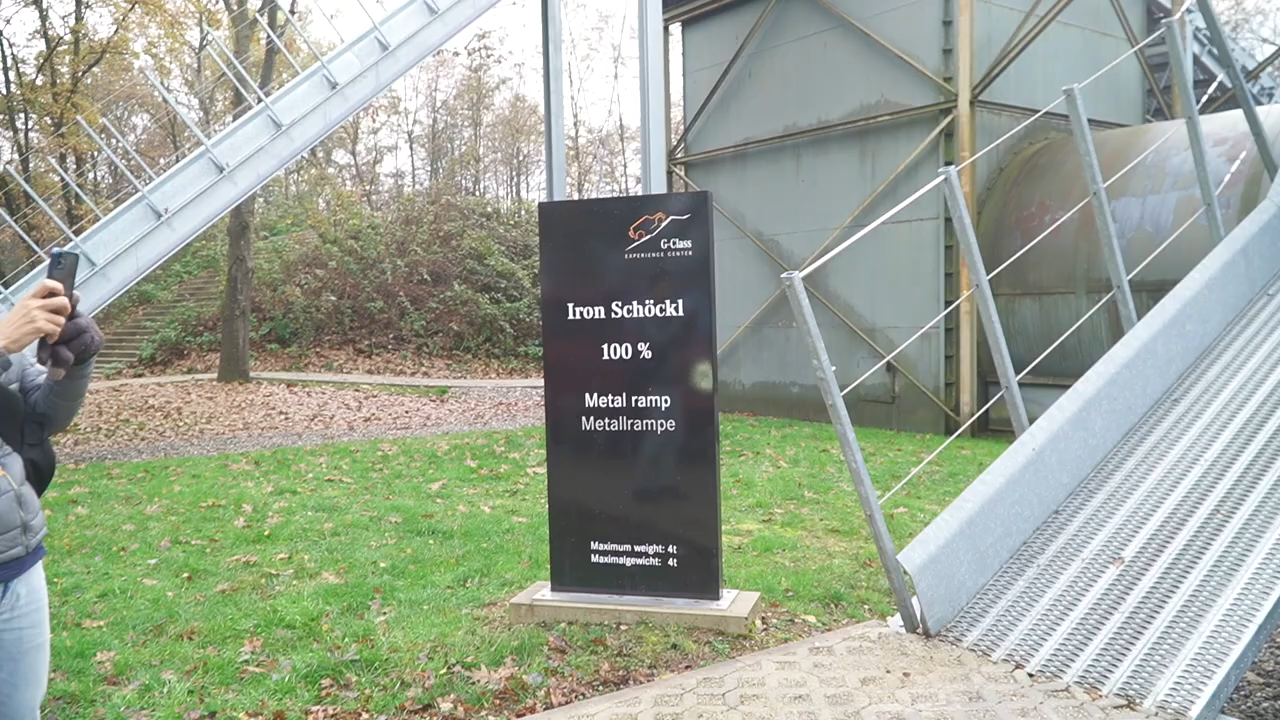 G-Class
EXPERIENCE CENTER
Iron Schöckl
100 %
Metal ramp
Metallrampe
Maximum weight: 4t
Maximalgewicht: 4t